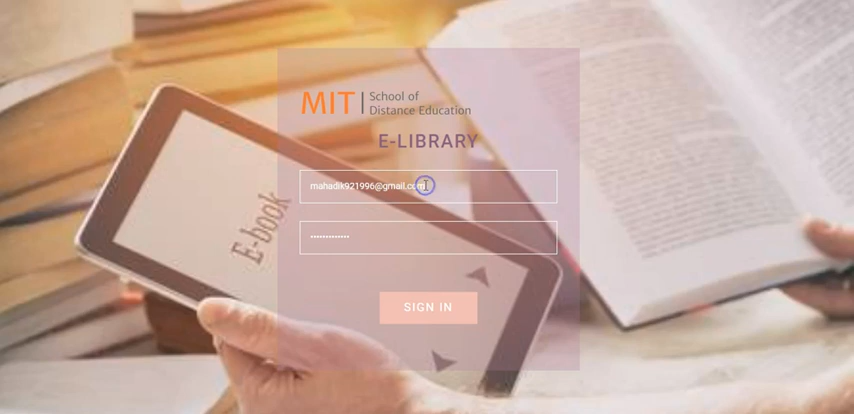 MIT
School of
Distance Education
E-LIBRARY
mahadik921996@gmail.com
•••••••••••••
SIGN IN
E-book